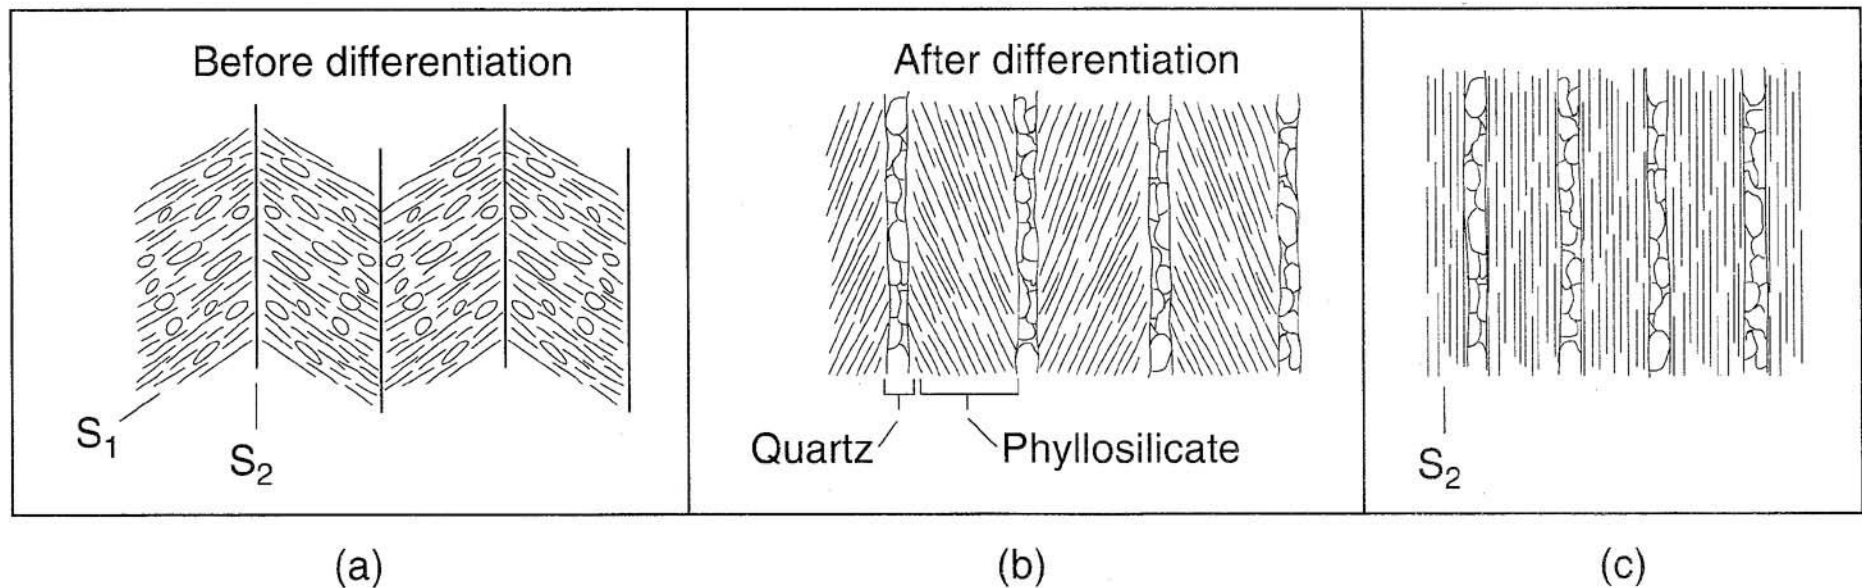 Before differentiation
S₁
S₂
(a)
After differentiation
Quartz
Phyllosilicate
(b)
S₂
(c)